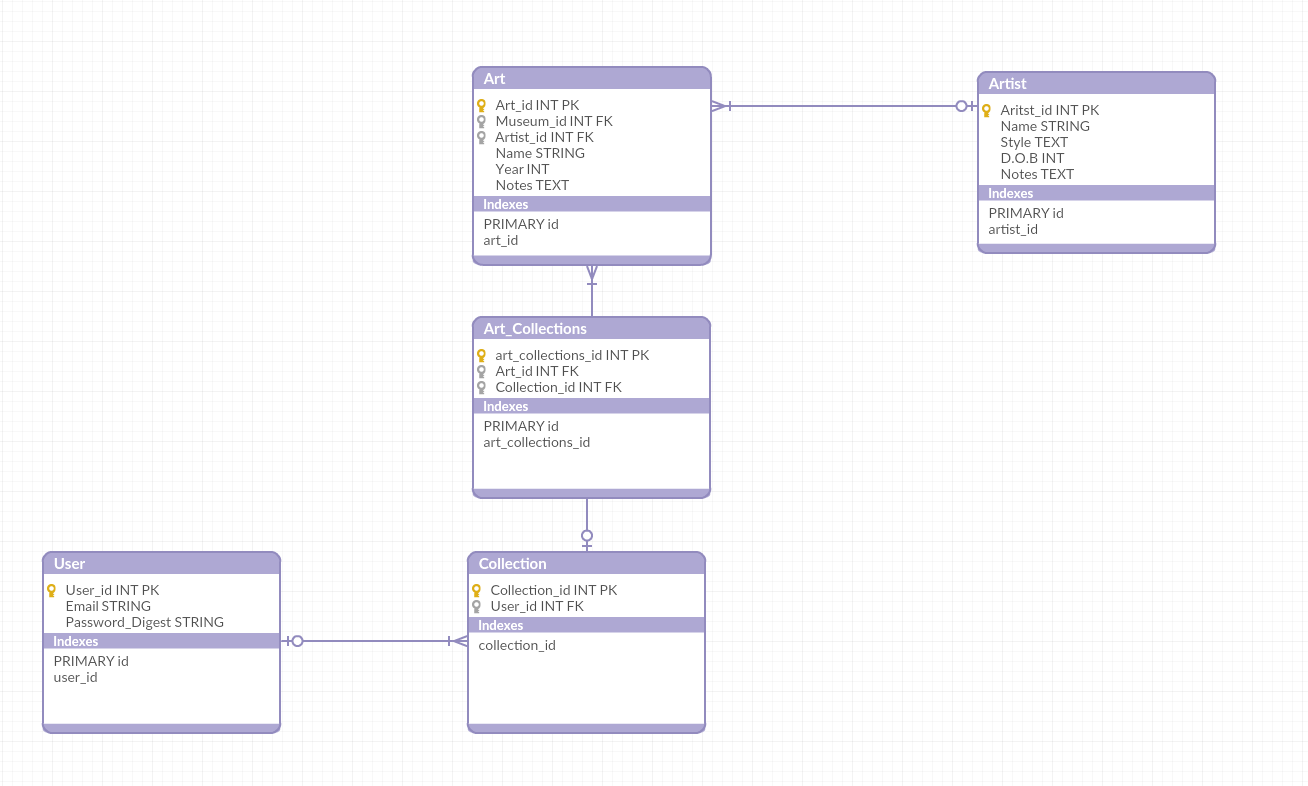 Art
Art_id INT PK
Museum_id INT FK
Artist_id INT FK
Name STRING
Year INT
Notes TEXT
Indexes
PRIMARY id
art_id
Artist
Aritst_id INT PK
Name STRING
Style TEXT
D.O.B INT
Notes TEXT
Indexes
PRIMARY id
artist_id
Art_Collections
art_collections_id INT PK
Art_id INT FK
Collection_id INT FK
Indexes
PRIMARY id
art_collections_id
User
User_id INT PK
Email STRING
Password_Digest STRING
Indexes
PRIMARY id
user_id
Collection
Collection_id INT PK
User_id INT FK
Indexes
collection_id